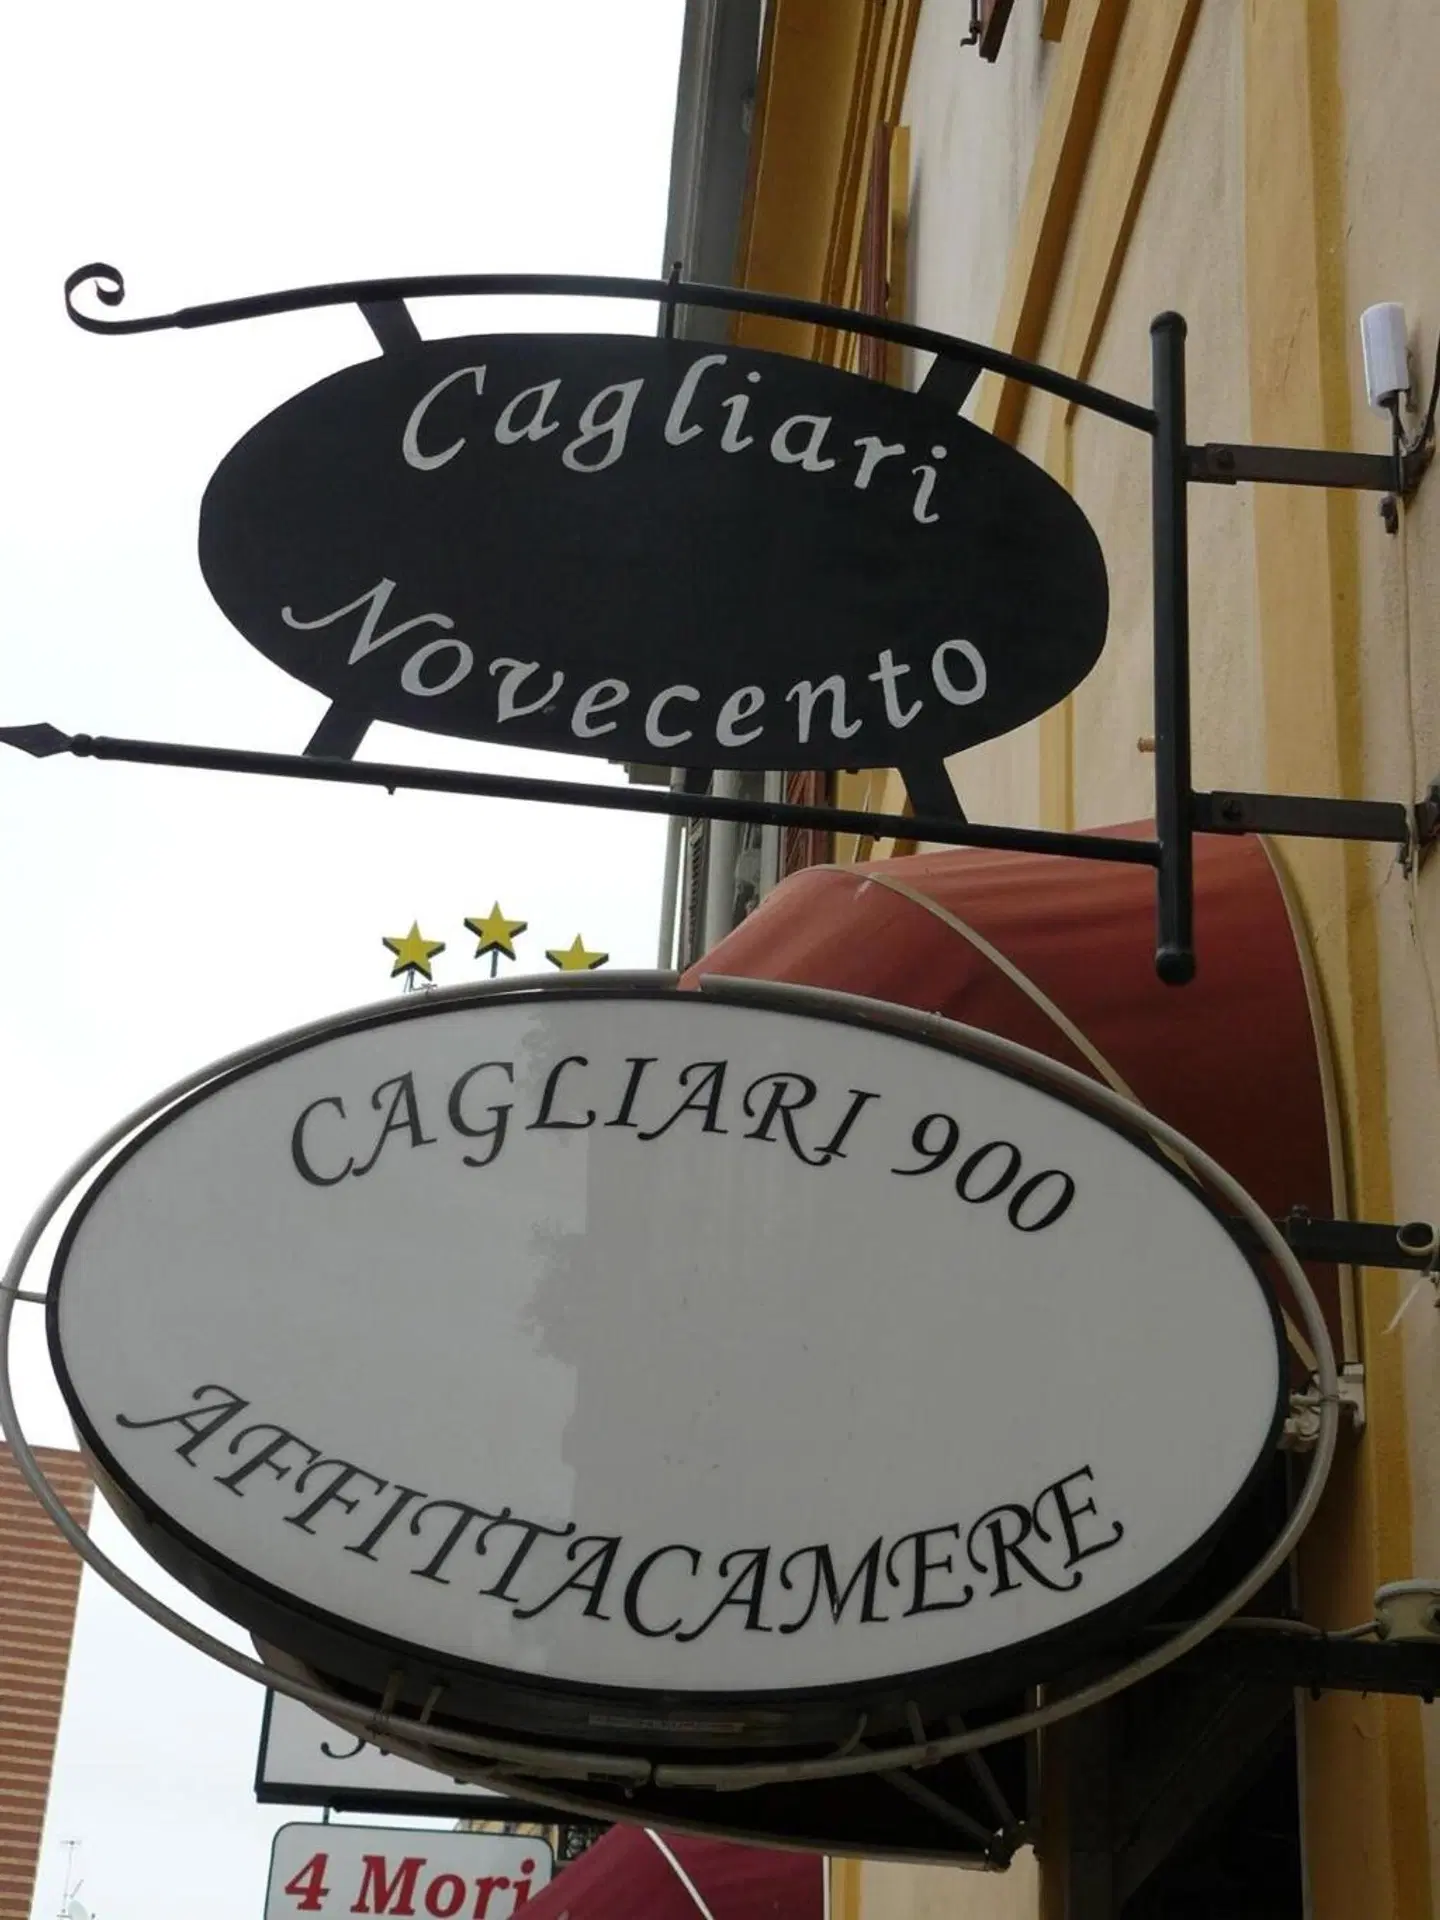 Cagliari
Novecento
CAGLIARI 900
AFFITTACAMERE
4 Mori